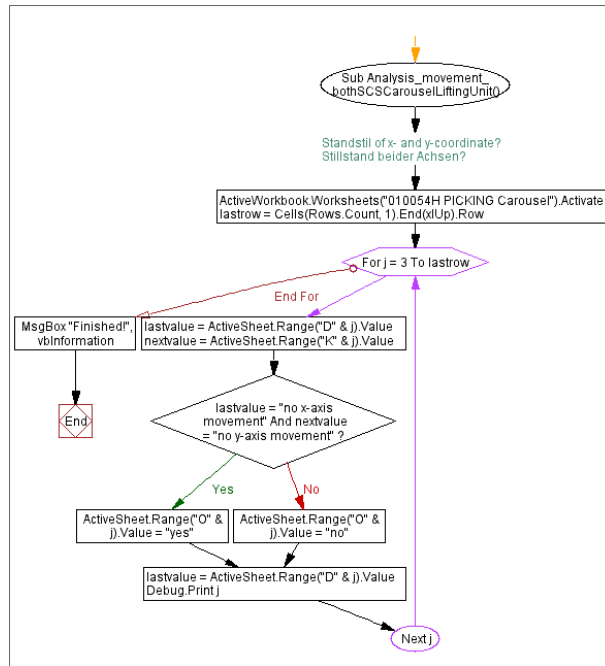 Sub Analysis_movement_
bothSCSCarouselLiftingUnit()
Standstil of x- and y-coordinate?
Stillstand beider Achsen?
ActiveWorkbook.Worksheets("010054H PICKING Carousel").Activate
lastrow = Cells(Rows.Count, 1).End(xlUp).Row
For j = 3 To lastrow
End For
MsgBox "Finished!",
vbInformation
lastvalue = ActiveSheet.Range("D" & j).Value
nextvalue = ActiveSheet.Range("K" & j).Value
End
lastvalue = "no x-axis
movement" And nextvalue
= "no y-axis movement" ?
Yes
No
ActiveSheet.Range("O" &
j).Value = "yes"
ActiveSheet.Range("O" &
j).Value = "no"
lastvalue = ActiveSheet.Range("D" & j).Value
Debug.Print j
Next j